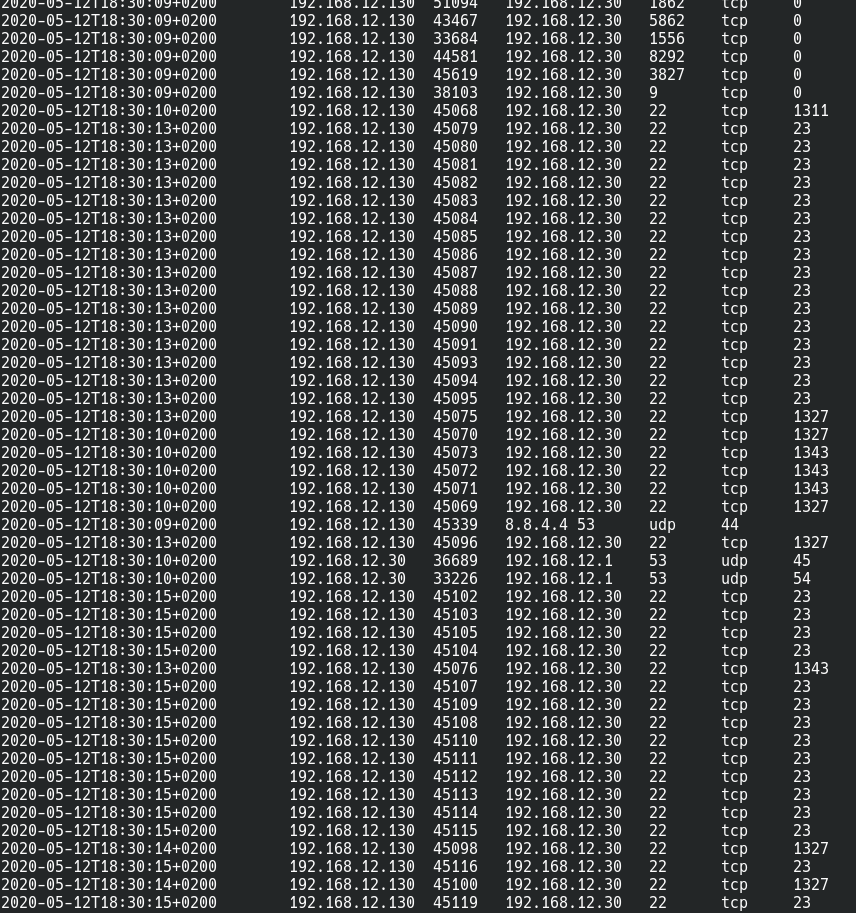 2020-05-12T18:30:09+0200 192.168.12.130 51094 192.168.12.30 1862 tcp 0
2020-05-12T18:30:09+0200 192.168.12.130 43467 192.168.12.30 5862 tcp 0
2020-05-12T18:30:09+0200 192.168.12.130 33684 192.168.12.30 1556 tcp 0
2020-05-12T18:30:09+0200 192.168.12.130 44581 192.168.12.30 8292 tcp 0
2020-05-12T18:30:09+0200 192.168.12.130 45619 192.168.12.30 3827 tcp 0
2020-05-12T18:30:09+0200 192.168.12.130 38103 192.168.12.30 9 tcp 0
2020-05-12T18:30:10+0200 192.168.12.130 45068 192.168.12.30 22 tcp 1311
2020-05-12T18:30:13+0200 192.168.12.130 45079 192.168.12.30 22 tcp 23
2020-05-12T18:30:13+0200 192.168.12.130 45080 192.168.12.30 22 tcp 23
2020-05-12T18:30:13+0200 192.168.12.130 45081 192.168.12.30 22 tcp 23
2020-05-12T18:30:13+0200 192.168.12.130 45082 192.168.12.30 22 tcp 23
2020-05-12T18:30:13+0200 192.168.12.130 45083 192.168.12.30 22 tcp 23
2020-05-12T18:30:13+0200 192.168.12.130 45084 192.168.12.30 22 tcp 23
2020-05-12T18:30:13+0200 192.168.12.130 45085 192.168.12.30 22 tcp 23
2020-05-12T18:30:13+0200 192.168.12.130 45086 192.168.12.30 22 tcp 23
2020-05-12T18:30:13+0200 192.168.12.130 45087 192.168.12.30 22 tcp 23
2020-05-12T18:30:13+0200 192.168.12.130 45088 192.168.12.30 22 tcp 23
2020-05-12T18:30:13+0200 192.168.12.130 45089 192.168.12.30 22 tcp 23
2020-05-12T18:30:13+0200 192.168.12.130 45090 192.168.12.30 22 tcp 23
2020-05-12T18:30:13+0200 192.168.12.130 45091 192.168.12.30 22 tcp 23
2020-05-12T18:30:13+0200 192.168.12.130 45093 192.168.12.30 22 tcp 23
2020-05-12T18:30:13+0200 192.168.12.130 45094 192.168.12.30 22 tcp 23
2020-05-12T18:30:13+0200 192.168.12.130 45095 192.168.12.30 22 tcp 23
2020-05-12T18:30:13+0200 192.168.12.130 45075 192.168.12.30 22 tcp 1327
2020-05-12T18:30:10+0200 192.168.12.130 45070 192.168.12.30 22 tcp 1327
2020-05-12T18:30:10+0200 192.168.12.130 45073 192.168.12.30 22 tcp 1343
2020-05-12T18:30:10+0200 192.168.12.130 45072 192.168.12.30 22 tcp 1343
2020-05-12T18:30:10+0200 192.168.12.130 45071 192.168.12.30 22 tcp 1343
2020-05-12T18:30:10+0200 192.168.12.130 45069 192.168.12.30 22 tcp 1327
2020-05-12T18:30:09+0200 192.168.12.130 45339 8.8.4.4 53 udp 44
2020-05-12T18:30:13+0200 192.168.12.130 45096 192.168.12.30 22 tcp 1327
2020-05-12T18:30:10+0200 192.168.12.30 36689 192.168.12.1 53 udp 45
2020-05-12T18:30:10+0200 192.168.12.30 33226 192.168.12.1 53 udp 54
2020-05-12T18:30:15+0200 192.168.12.130 45102 192.168.12.30 22 tcp 23
2020-05-12T18:30:15+0200 192.168.12.130 45103 192.168.12.30 22 tcp 23
2020-05-12T18:30:15+0200 192.168.12.130 45105 192.168.12.30 22 tcp 23
2020-05-12T18:30:15+0200 192.168.12.130 45104 192.168.12.30 22 tcp 23
2020-05-12T18:30:13+0200 192.168.12.130 45076 192.168.12.30 22 tcp 1343
2020-05-12T18:30:15+0200 192.168.12.130 45107 192.168.12.30 22 tcp 23
2020-05-12T18:30:15+0200 192.168.12.130 45109 192.168.12.30 22 tcp 23
2020-05-12T18:30:15+0200 192.168.12.130 45108 192.168.12.30 22 tcp 23
2020-05-12T18:30:15+0200 192.168.12.130 45110 192.168.12.30 22 tcp 23
2020-05-12T18:30:15+0200 192.168.12.130 45111 192.168.12.30 22 tcp 23
2020-05-12T18:30:15+0200 192.168.12.130 45112 192.168.12.30 22 tcp 23
2020-05-12T18:30:15+0200 192.168.12.130 45113 192.168.12.30 22 tcp 23
2020-05-12T18:30:15+0200 192.168.12.130 45114 192.168.12.30 22 tcp 23
2020-05-12T18:30:15+0200 192.168.12.130 45115 192.168.12.30 22 tcp 23
2020-05-12T18:30:14+0200 192.168.12.130 45098 192.168.12.30 22 tcp 1327
2020-05-12T18:30:15+0200 192.168.12.130 45116 192.168.12.30 22 tcp 23
2020-05-12T18:30:14+0200 192.168.12.130 45100 192.168.12.30 22 tcp 1327
2020-05-12T18:30:15+0200 192.168.12.130 45119 192.168.12.30 22 tcp 23